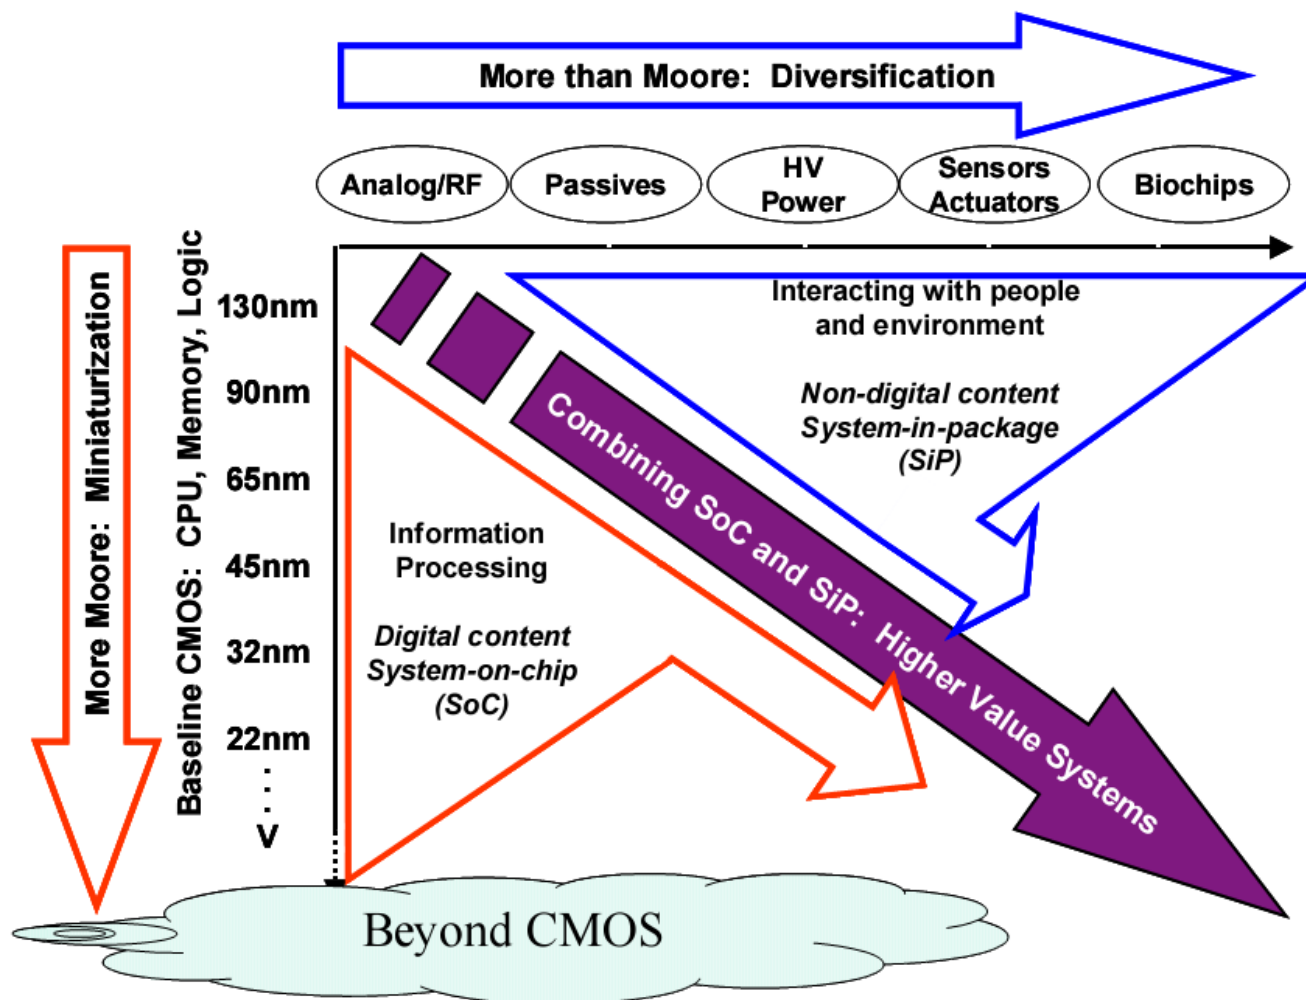 More than Moore:  Diversification
Analog/RF
Passives
HV
Power
Sensors
Actuators
Biochips
More Moore:  Miniaturization
Baseline CMOS:  CPU, Memory, Logic
130nm
90nm
65nm
45nm
32nm
22nm
V
Interacting with people
and environment
Non-digital content
System-in-package
(SiP)
Combining SoC and SiP:  Higher Value Systems
Information
Processing
Digital content
System-on-chip
(SoC)
Beyond CMOS